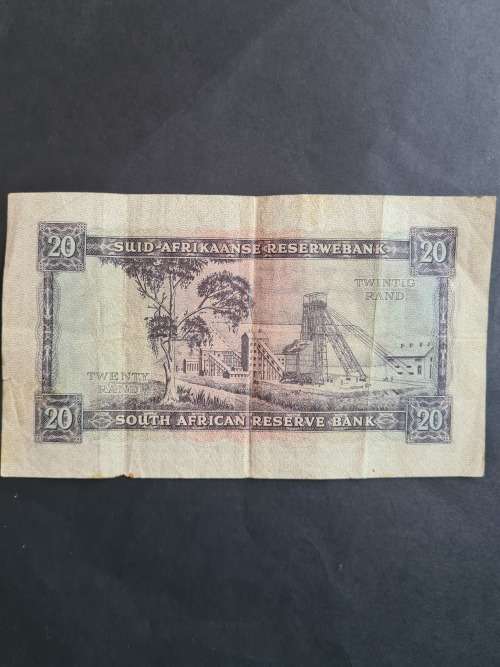 20 SUID-AFRIKAANSE RESERWEBANK 20
TWINTIG
RAND
TWENTY
RAND
20 SOUTH AFRICAN RESERVE BANK 20